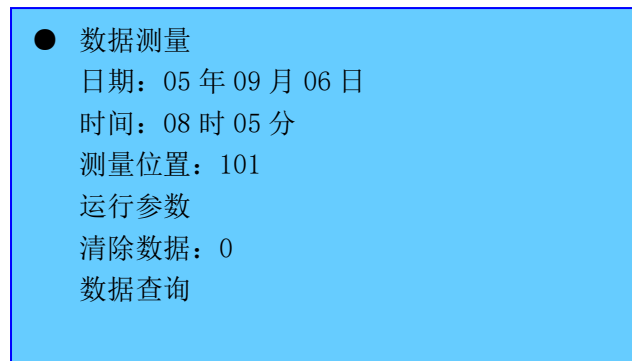 ● 数据测量
日期：05 年 09 月 06 日
时间：08 时 05 分
测量位置：101
运行参数
清除数据：0
数据查询